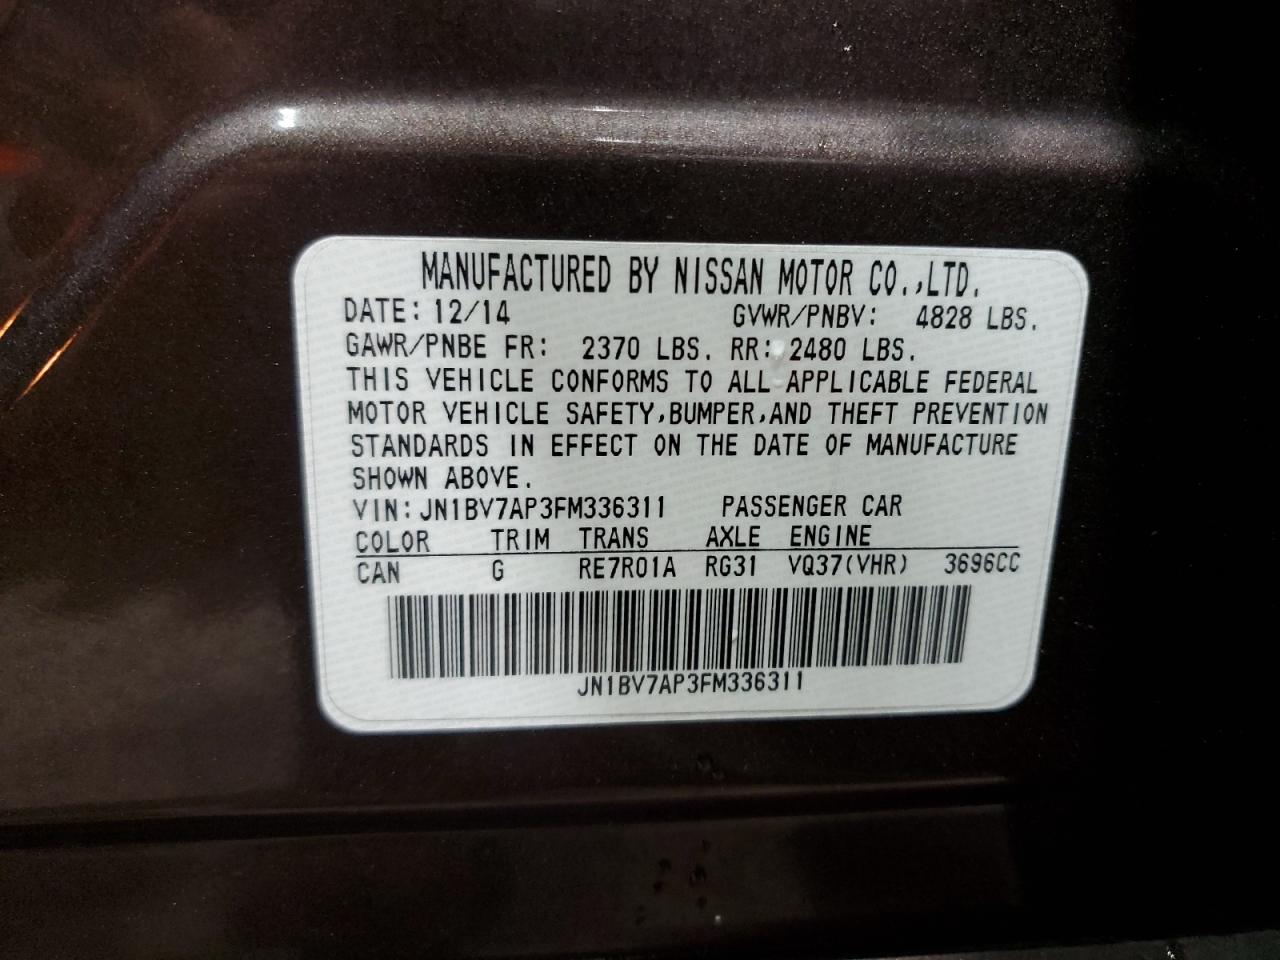 MANUFACTURED BY NISSAN MOTOR CO.,LTD.
DATE: 12/14 GVWR/PNBV: 4828 LBS.
GAWR/PNBE FR: 2370 LBS. RR: 2480 LBS.
THIS VEHICLE CONFORMS TO ALL APPLICABLE FEDERAL
MOTOR VEHICLE SAFETY,BUMPER,AND THEFT PREVENTION
STANDARDS IN EFFECT ON THE DATE OF MANUFACTURE
SHOWN ABOVE.
VIN:JN1BV7AP3FM336311 PASSENGER CAR
COLOR TRIM TRANS AXLE ENGINE
CAN G RE7R01A RG31 VQ37(VHR) 3696CC
JN1BV7AP3FM336311